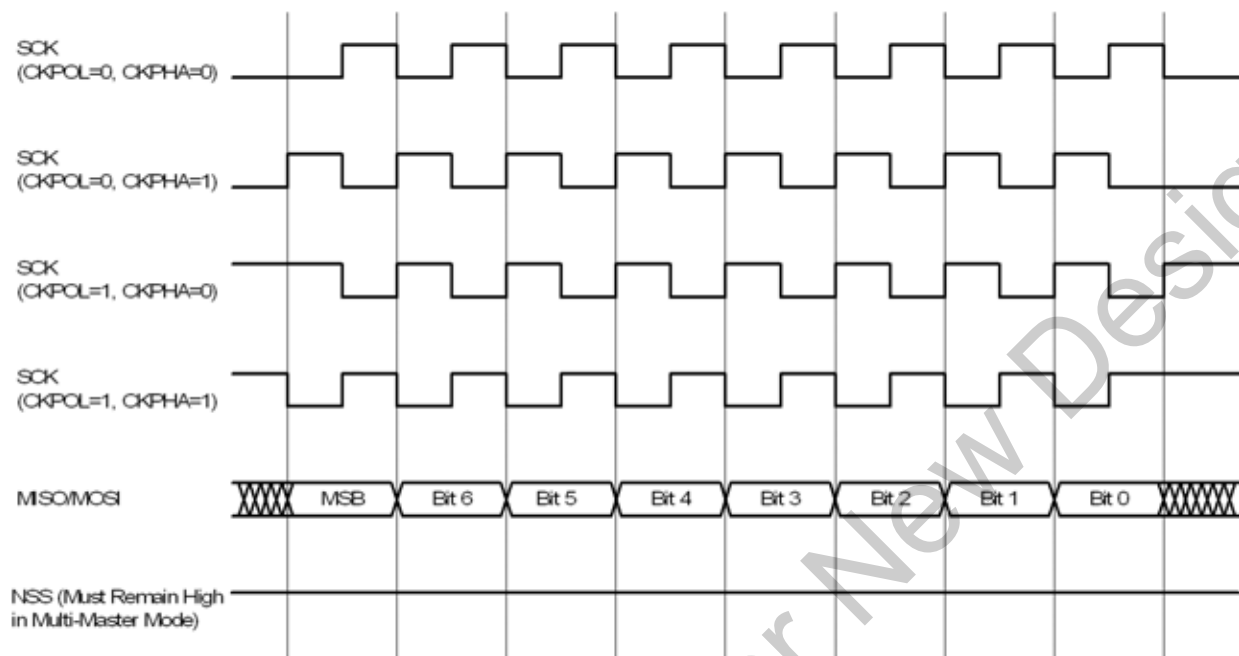 SCK
(CKPOL=0, CKPHA=0)
SCK
(CKPOL=0, CKPHA=1)
SCK
(CKPOL=1, CKPHA=0)
SCK
(CKPOL=1, CKPHA=1)
MISO/MOSI MSB Bit 6 Bit 5 Bit 4 Bit 3 Bit 2 Bit 1 Bit 0
NSS (Must Remain High
in Multi-Master Mode)
New Desig